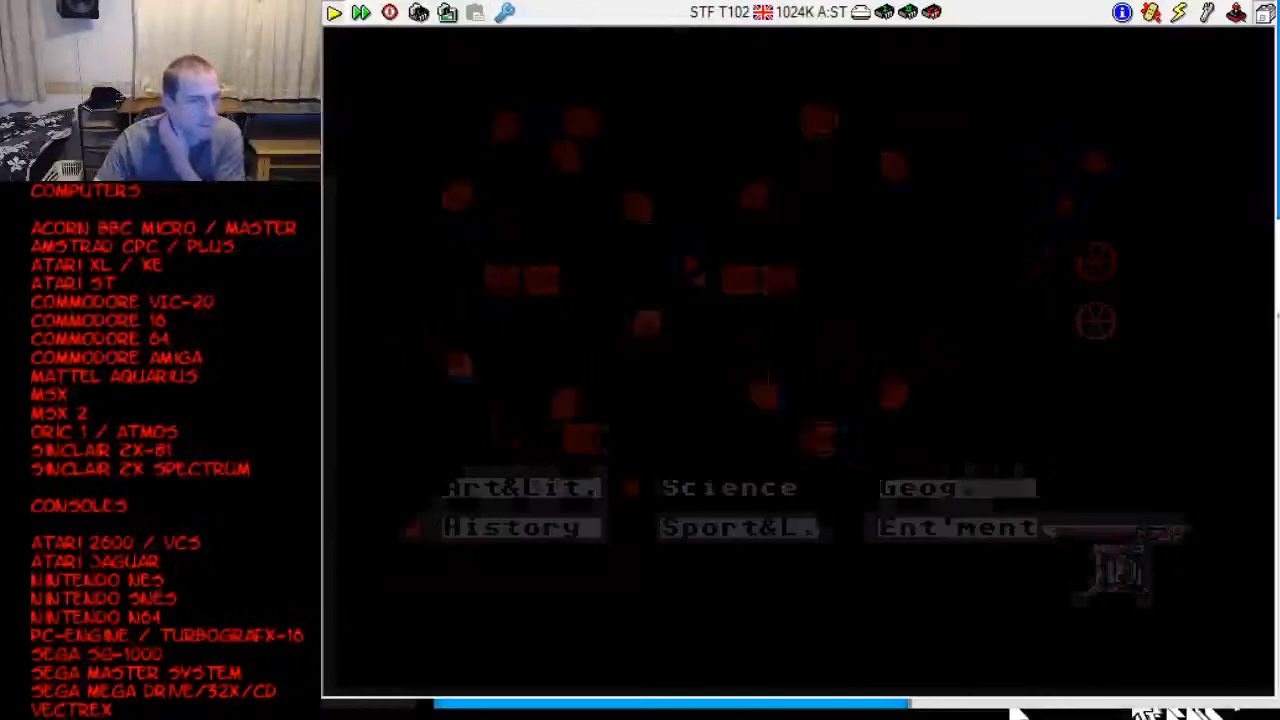 STF T102 1024K A:ST
COMPUTERS
ACORN BBC MICRO / MASTER
AMSTRAD CPC / PLUS
ATARI XL / XE
ATARI ST
COMMODORE VIC-20
COMMODORE 16
COMMODORE 64
COMMODORE AMIGA
MATTEL AQUARIUS
MSX
MSX 2
ORIC 1 / ATMOS
SINCLAIR ZX-81
SINCLAIR ZX SPECTRUM
CONSOLES
ATARI 2600 / VCS
ATARI JAGUAR
NINTENDO NES
NINTENDO SNES
NINTENDO N64
PC-ENGINE / TURBOGRAFX-16
SEGA SG-1000
SEGA MASTER SYSTEM
SEGA MEGA DRIVE/32X/CD
VECTREX
Art&Lit. Science Geog.
History Sport&L. Ent'ment